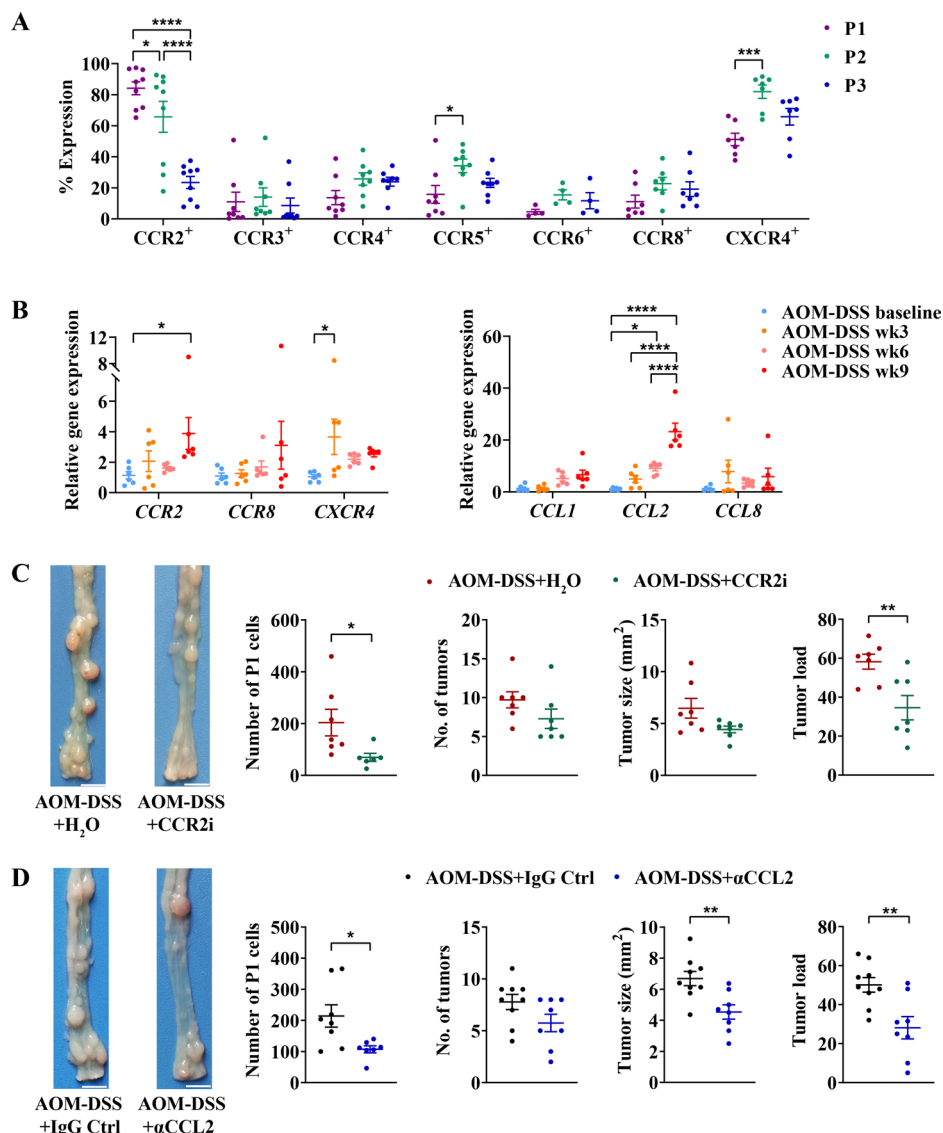 A
**** 
* ****
*
***
P1
P2
P3
% Expression
100
80
60
40
20
0
CCR2+ CCR3+ CCR4+ CCR5+ CCR6+ CCR8+ CXCR4+
B
Relative gene expression
12
8
4
2
0
*
*
CCR2 CCR8 CXCR4
Relative gene expression
60
40
20
0
****
*
****
****
CCL1 CCL2 CCL8
AOM-DSS baseline
AOM-DSS wk3
AOM-DSS wk6
AOM-DSS wk9
C
AOM-DSS+H₂O AOM-DSS+CCR2i
AOM-DSS
+H₂O
AOM-DSS
+CCR2i
Number of P1 cells
600
400
200
0
*
No. of tumors
20
15
10
5
0
Tumor size (mm²)
15
10
5
0
Tumor load
80
60
40
20
0
**
D
AOM-DSS+IgG Ctrl AOM-DSS+αCCL2
AOM-DSS
+IgG Ctrl
AOM-DSS
+αCCL2
Number of P1 cells
500
400
300
200
100
0
*
No. of tumors
15
10
5
0
Tumor size (mm²)
10
8
6
4
2
0
**
Tumor load
80
60
40
20
0
**